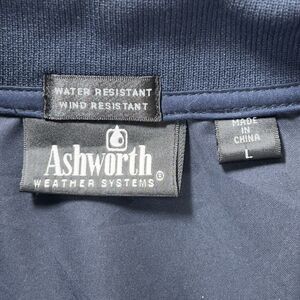 WATER RESISTANT
WIND RESISTANT
Ashworth
WEATHER SYSTEMS®
MADE
IN
CHINA
L